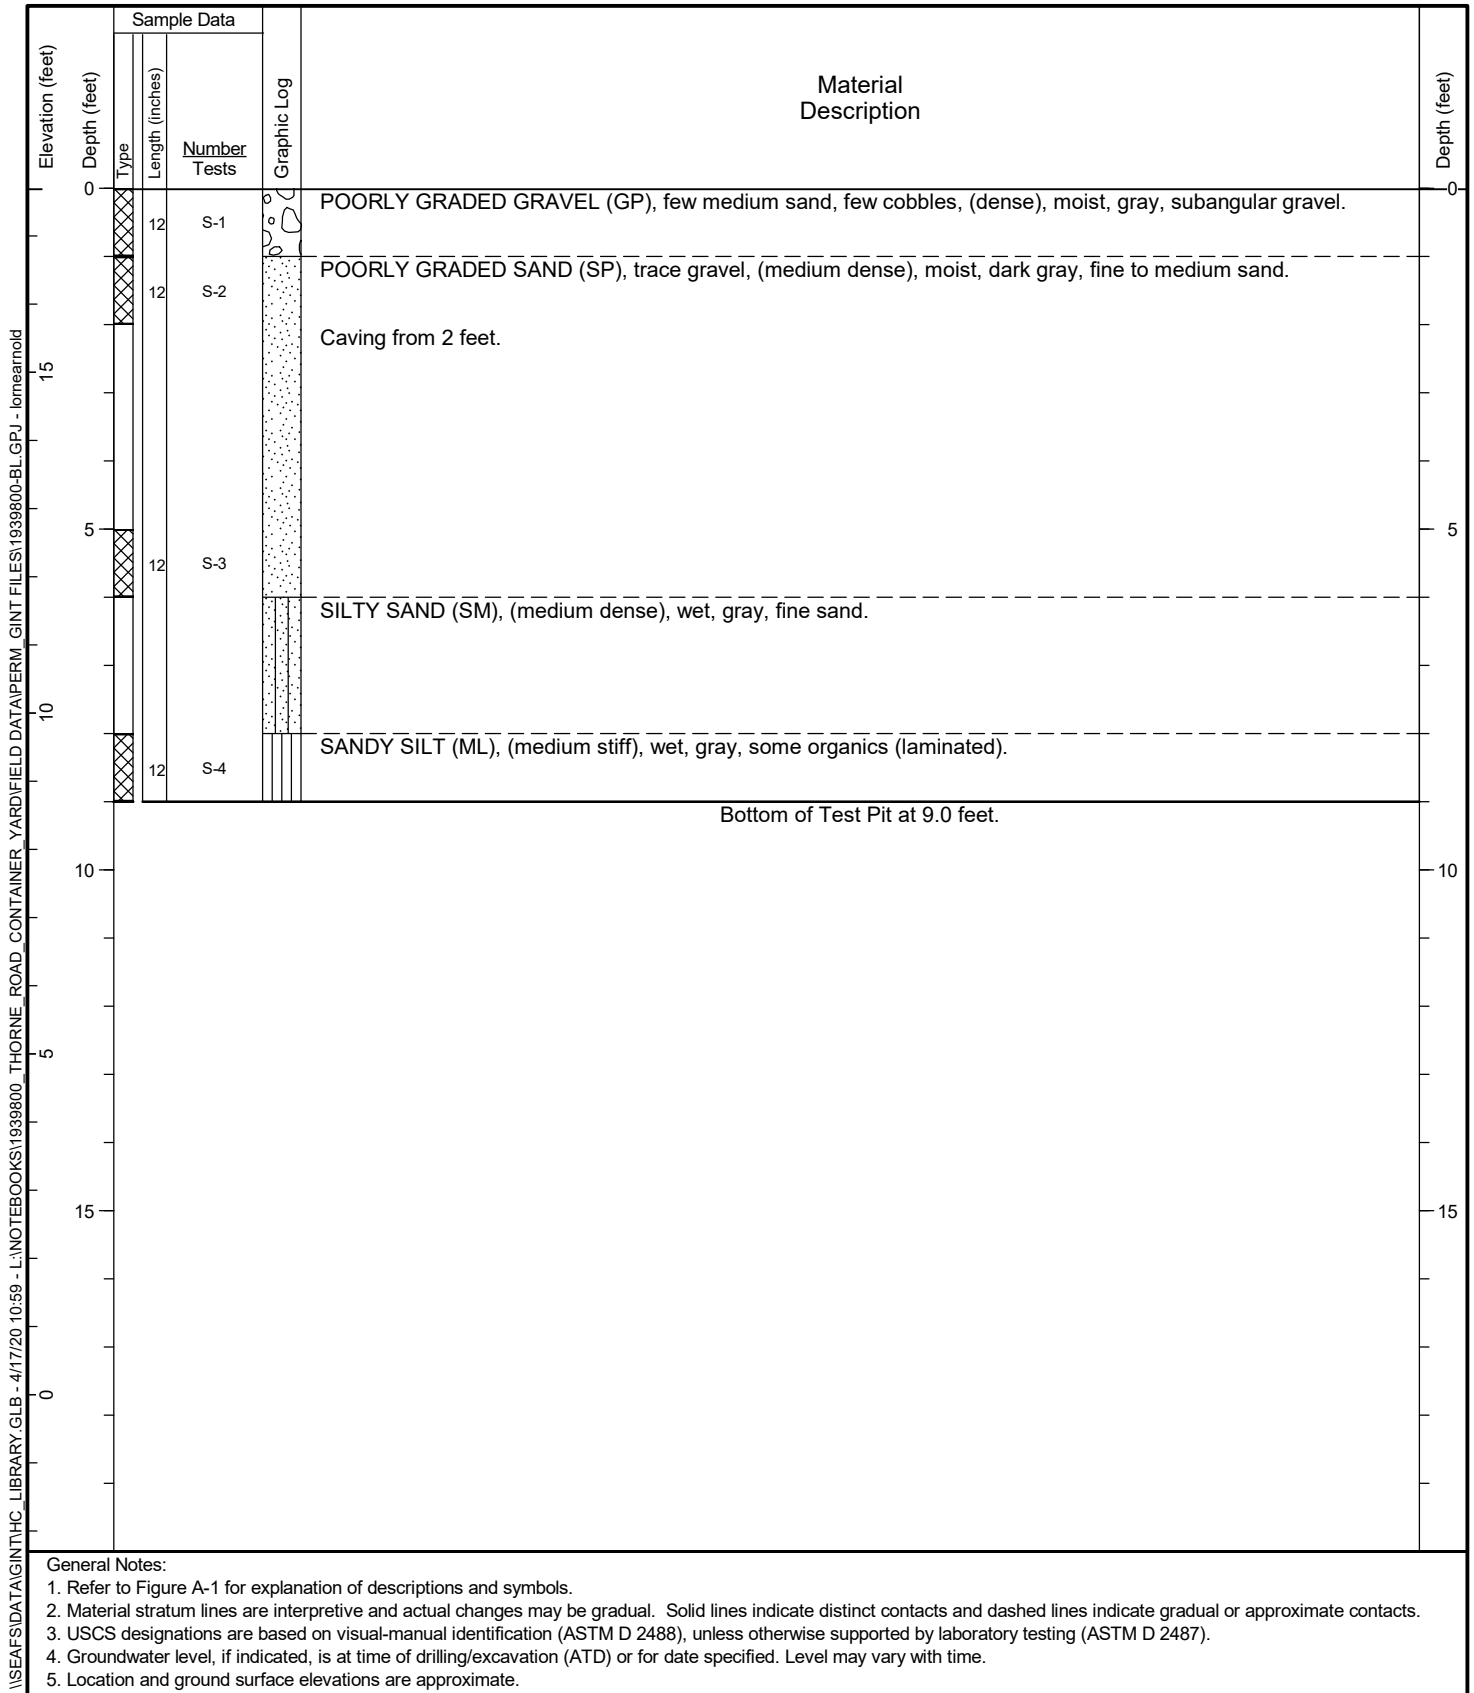 Sample Data
Elevation (feet)
Depth (feet)
Type
Length (inches)
Number
Tests
Graphic Log
Material
Description
Depth (feet)
0
0
12
S-1
POORLY GRADED GRAVEL (GP), few medium sand, few cobbles, (dense), moist, gray, subangular gravel.
12
S-2
POORLY GRADED SAND (SP), trace gravel, (medium dense), moist, dark gray, fine to medium sand.
Caving from 2 feet.
15
5
5
12
S-3
SILTY SAND (SM), (medium dense), wet, gray, fine sand.
10
SANDY SILT (ML), (medium stiff), wet, gray, some organics (laminated).
12
S-4
Bottom of Test Pit at 9.0 feet.
10
10
5
15
15
0
\\SEAFS\DATA\GINT\HC_LIBRARY.GLB - 4/17/20 10:59 - L:\NOTEBOOKS\1939800_THORNE_ROAD_CONTAINER_YARD\FIELD DATA\PERM_GINT FILES\1939800-BL.GPJ - lornearnold
General Notes:
1. Refer to Figure A-1 for explanation of descriptions and symbols.
2. Material stratum lines are interpretive and actual changes may be gradual. Solid lines indicate distinct contacts and dashed lines indicate gradual or approximate contacts.
3. USCS designations are based on visual-manual identification (ASTM D 2488), unless otherwise supported by laboratory testing (ASTM D 2487).
4. Groundwater level, if indicated, is at time of drilling/excavation (ATD) or for date specified. Level may vary with time.
5. Location and ground surface elevations are approximate.